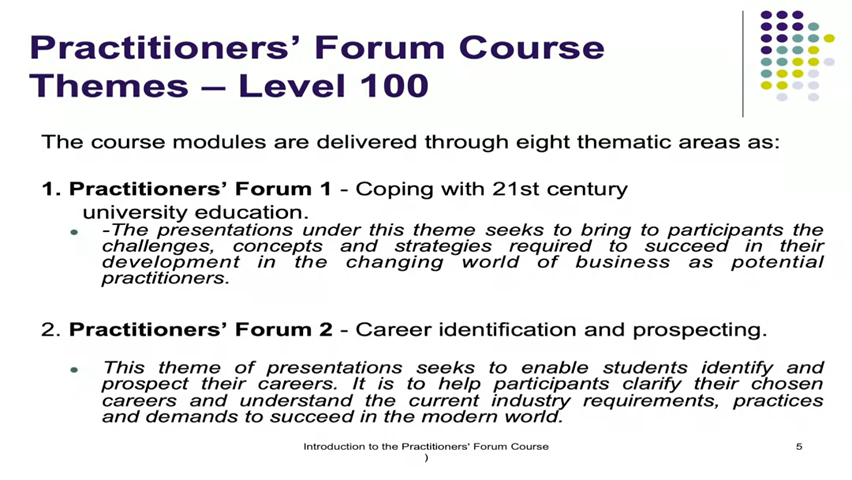 Practitioners' Forum Course
Themes – Level 100
The course modules are delivered through eight thematic areas as:
1. Practitioners' Forum 1 - Coping with 21st century
university education.
• -The presentations under this theme seeks to bring to participants the
challenges, concepts and strategies required to succeed in their
development in the changing world of business as potential
practitioners.
2. Practitioners' Forum 2 - Career identification and prospecting.
• This theme of presentations seeks to enable students identify and
prospect their careers. It is to help participants clarify their chosen
careers and understand the current industry requirements, practices
and demands to succeed in the modern world.
Introduction to the Practitioners' Forum Course
)
5